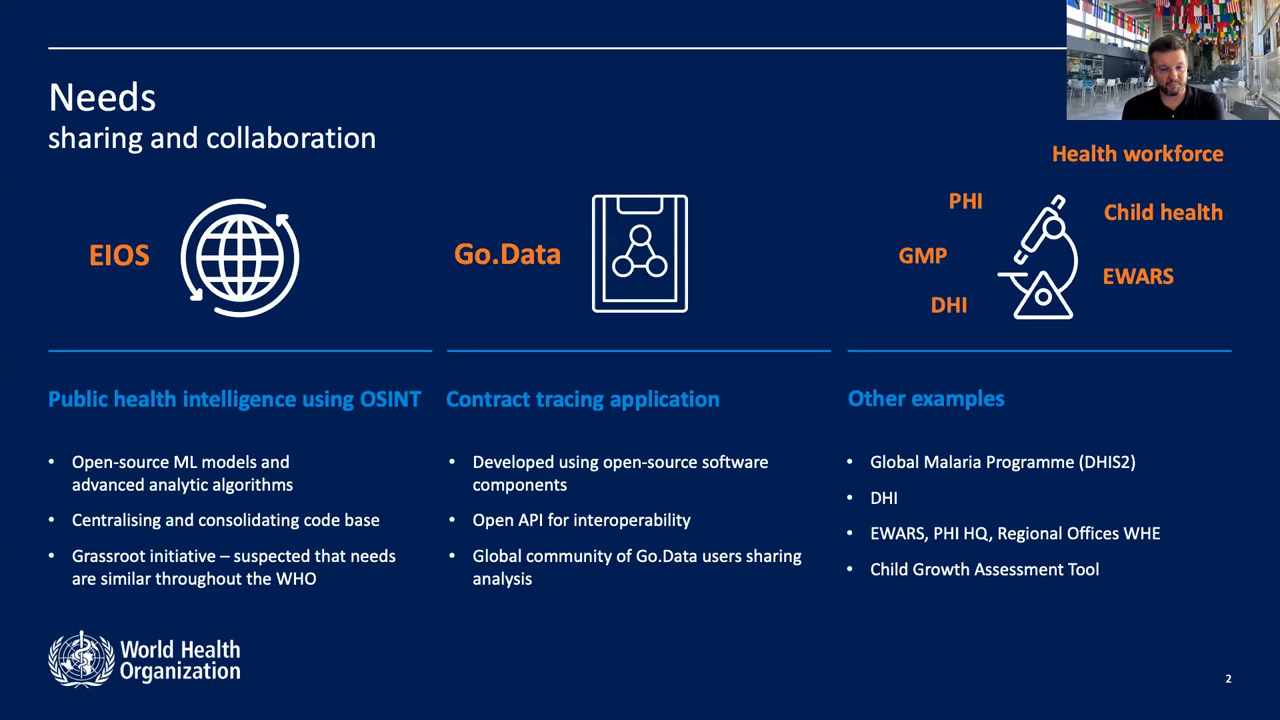 Needs
sharing and collaboration
EIOS
Go.Data
Health workforce
PHI
Child health
GMP
EWARS
DHI
Public health intelligence using OSINT
• Open-source ML models and
advanced analytic algorithms
• Centralising and consolidating code base
• Grassroot initiative – suspected that needs
are similar throughout the WHO
Contract tracing application
• Developed using open-source software
components
• Open API for interoperability
• Global community of Go.Data users sharing
analysis
Other examples
• Global Malaria Programme (DHIS2)
• DHI
• EWARS, PHI HQ, Regional Offices WHE
• Child Growth Assessment Tool
World Health
Organization
2